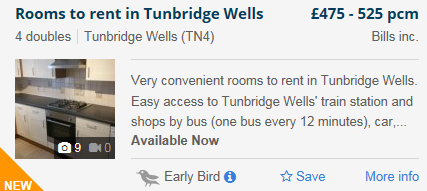 Rooms to rent in Tunbridge Wells
£475 - 525 pcm
4 doubles | Tunbridge Wells (TN4)
Bills inc.
Very convenient rooms to rent in Tunbridge Wells.
Easy access to Tunbridge Wells' train station and
shops by bus (one bus every 12 minutes), car,...
Available Now
9 0
NEW
Early Bird
Save
More info